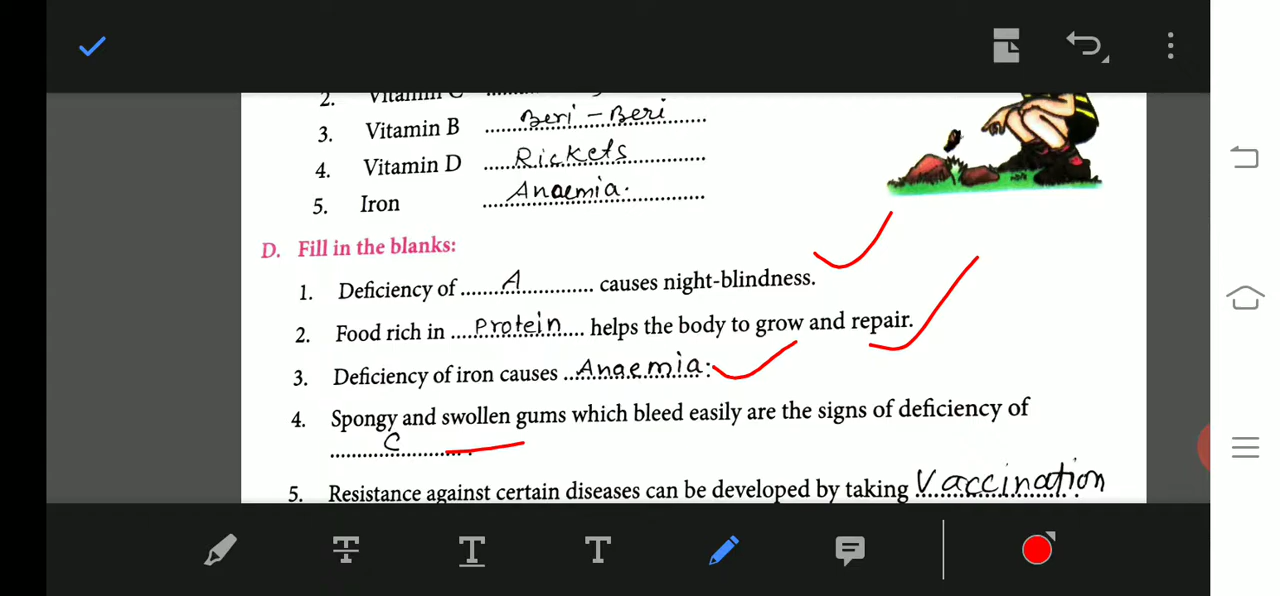 2. Vitamin C
3. Vitamin B Beri - Beri
4. Vitamin D Rickets
5. Iron Anaemia.
D. Fill in the blanks:
1. Deficiency of ........A............. causes night-blindness.
2. Food rich in ....Protein.... helps the body to grow and repair.
3. Deficiency of iron causes ..Anaemia:
4. Spongy and swollen gums which bleed easily are the signs of deficiency of
.........C............... .
5. Resistance against certain diseases can be developed by taking Vaccination
T T T